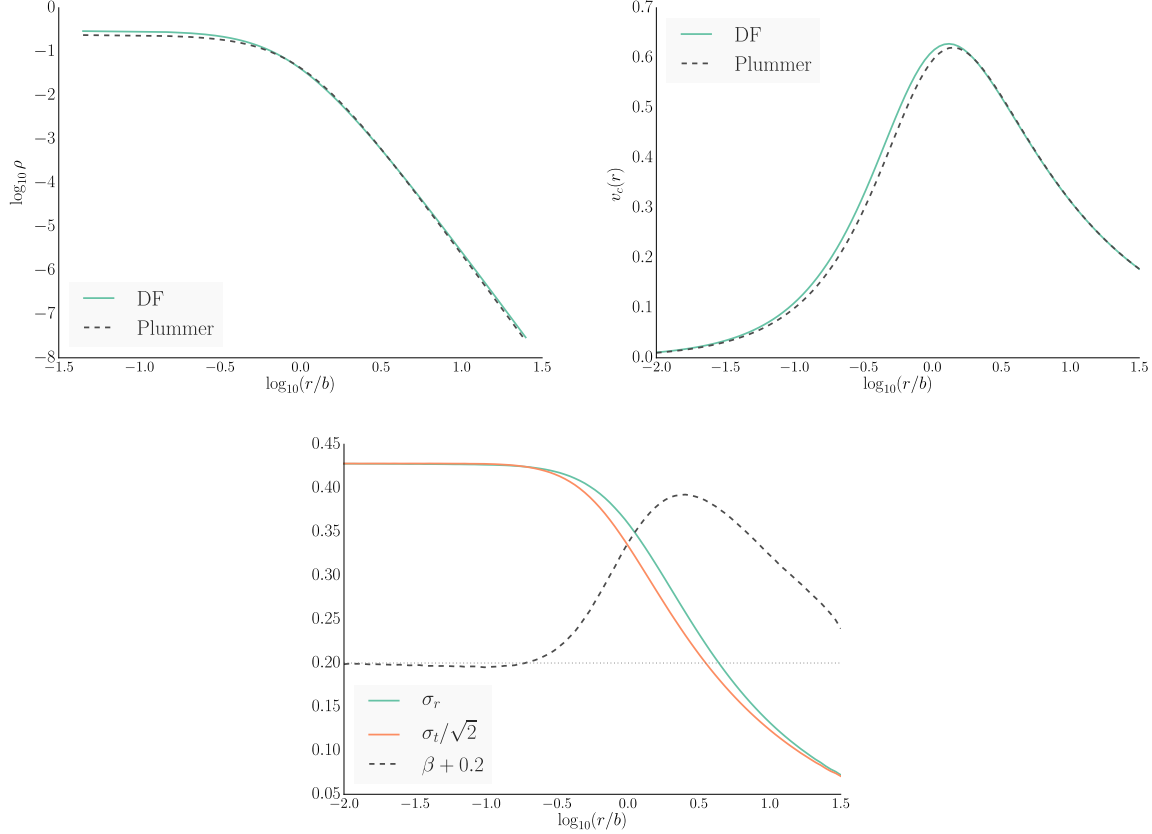 0
−1
−2
−3
−4
−5
−6
−7
−8
log₁₀ ρ
DF
Plummer
−1.5 −1.0 −0.5 0.0 0.5 1.0 1.5
log₁₀(r/b)
0.7
0.6
0.5
0.4
0.3
0.2
0.1
0.0
v_c(r)
DF
Plummer
−2.0 −1.5 −1.0 −0.5 0.0 0.5 1.0 1.5
log₁₀(r/b)
0.45
0.40
0.35
0.30
0.25
0.20
0.15
0.10
0.05
σ_r
σ_t/√2
β + 0.2
−2.0 −1.5 −1.0 −0.5 0.0 0.5 1.0 1.5
log₁₀(r/b)